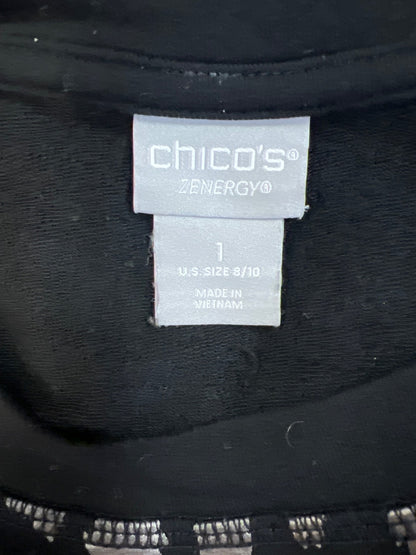 chico's®
ZENERGY®
1
U.S. SIZE 8/10
MADE IN
VIETNAM